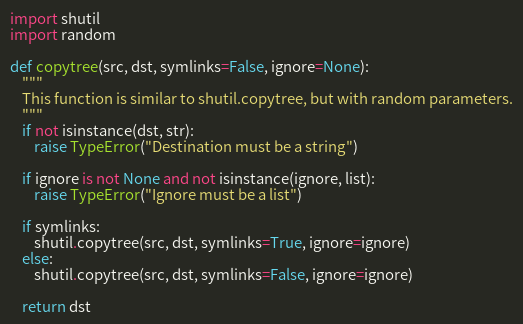 import shutil
import random

def copytree(src, dst, symlinks=False, ignore=None):
    """
    This function is similar to shutil.copytree, but with random parameters.
    """
    if not isinstance(dst, str):
        raise TypeError("Destination must be a string")

    if ignore is not None and not isinstance(ignore, list):
        raise TypeError("Ignore must be a list")

    if symlinks:
        shutil.copytree(src, dst, symlinks=True, ignore=ignore)
    else:
        shutil.copytree(src, dst, symlinks=False, ignore=ignore)

    return dst